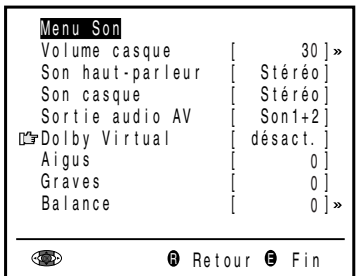 Menu Son
Volume casque [ 30]»
Son haut-parleur [ Stéréo]
Son casque [ Stéréo]
Sortie audio AV [ Son1+2]
Dolby Virtual [ désact. ]
Aigus [ 0]
Graves [ 0]
Balance [ 0]»
R Retour E Fin